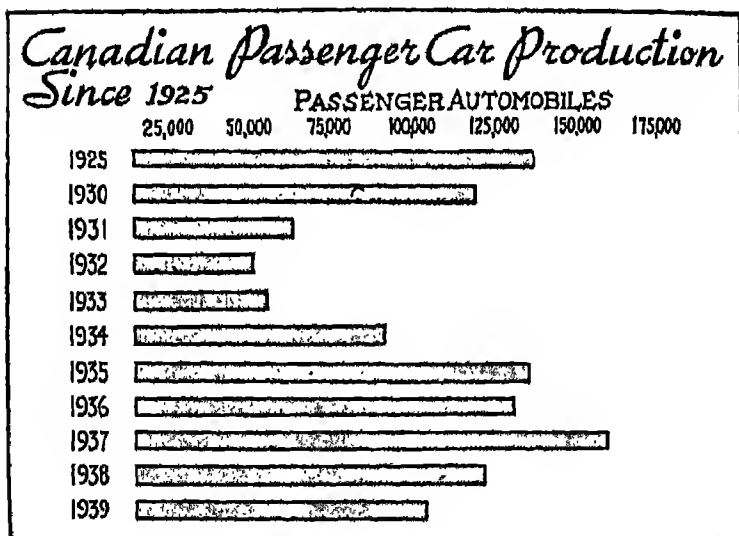 Canadian Passenger Car Production
Since 1925
PASSENGER AUTOMOBILES
25,000 50,000 75,000 100,000 125,000 150,000 175,000
1925
1930
1931
1932
1933
1934
1935
1936
1937
1938
1939